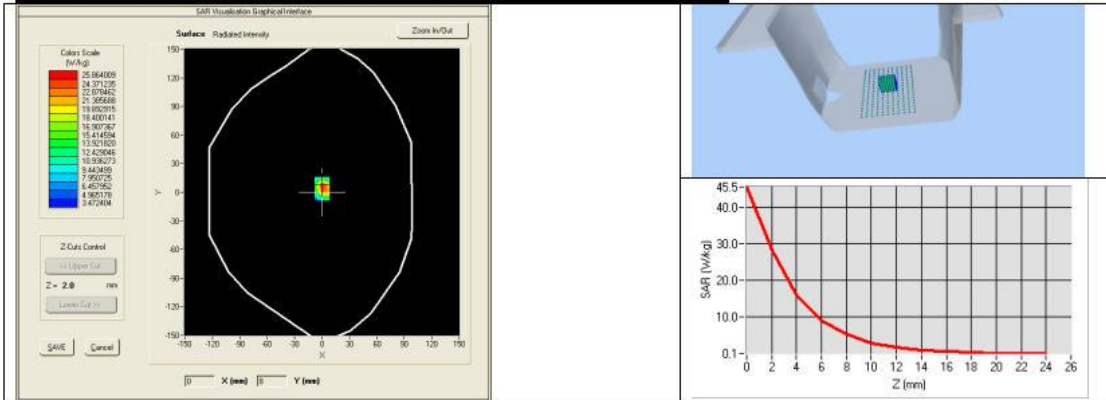 SAR Visualisation Graphical Interface
Surface Radiated Intensity
Zoom In/Out
Colors Scale
(W/kg)
25.864009
24.371235
22.878462
21.385688
19.892915
18.400141
16.907367
15.414594
13.921820
12.429046
10.936273
9.443499
7.950725
6.457952
4.965178
3.472404
150
120
90
60
30
0
-30
-60
-90
-120
-150
Y
-150 -120 -90 -60 -30 0 30 60 90 120 150
X
Z-Cuts Control
<< Upper Cut
Z = 2.0 mm
Lower Cut >>
SAVE Cancel
0 X (mm) 8 Y (mm)
45.5
40.0
30.0
20.0
10.0
0.1
SAR (W/kg)
0 2 4 6 8 10 12 14 16 18 20 22 24 26
Z (mm)